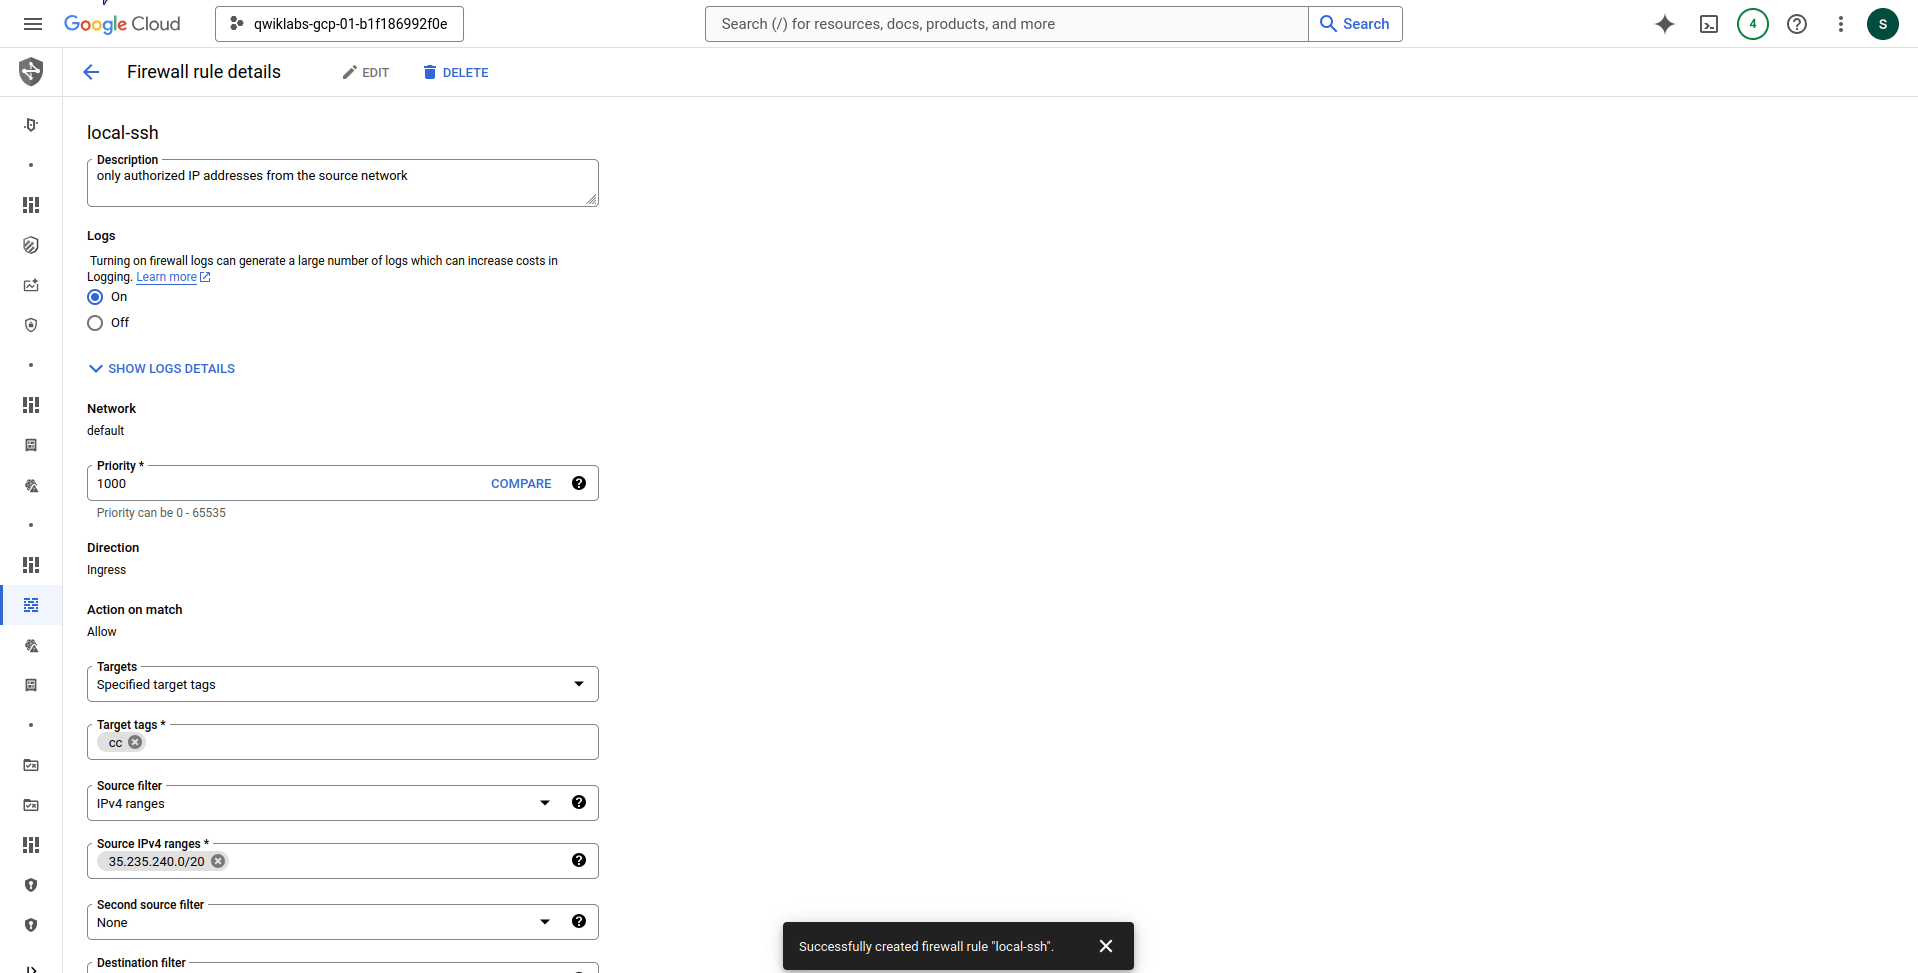 Google Cloud
qwiklabs-gcp-01-b1f186992f0e
Search (/) for resources, docs, products, and more
Search
4
S
Firewall rule details
EDIT
DELETE
local-ssh
Description
only authorized IP addresses from the source network
Logs
Turning on firewall logs can generate a large number of logs which can increase costs in
Logging. Learn more
On
Off
SHOW LOGS DETAILS
Network
default
Priority *
1000
COMPARE
Priority can be 0 - 65535
Direction
Ingress
Action on match
Allow
Targets
Specified target tags
Target tags *
cc
Source filter
IPv4 ranges
Source IPv4 ranges *
35.235.240.0/20
Second source filter
None
Destination filter
Successfully created firewall rule "local-ssh".